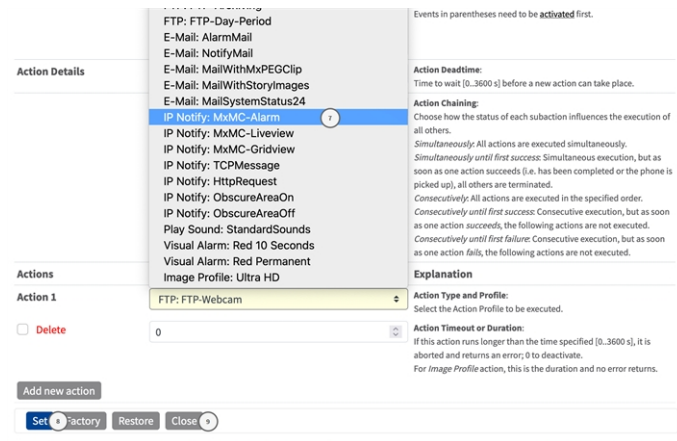 Events in parentheses need to be activated first.
FTP: FTP-Day-Period
E-Mail: AlarmMail
E-Mail: NotifyMail
Action Details
E-Mail: MailWithMxPEGClip
E-Mail: MailWithStoryImages
E-Mail: MailSystemStatus24
IP Notify: MxMC-Alarm 7
IP Notify: MxMC-Liveview
IP Notify: MxMC-Gridview
IP Notify: TCPMessage
IP Notify: HttpRequest
IP Notify: ObscureAreaOn
IP Notify: ObscureAreaOff
Play Sound: StandardSounds
Visual Alarm: Red 10 Seconds
Visual Alarm: Red Permanent
Image Profile: Ultra HD
Action Deadtime:
Time to wait [0..3600 s] before a new action can take place.
Action Chaining:
Choose how the status of each subaction influences the execution of
all others.
Simultaneously: All actions are executed simultaneously.
Simultaneously until first success: Simultaneous execution, but as
soon as one action succeeds (i.e. has been completed or the phone is
picked up), all others are terminated.
Consecutively: All actions are executed in the specified order.
Consecutively until first success: Consecutive execution, but as soon
as one action succeeds, the following actions are not executed.
Consecutively until first failure: Consecutive execution, but as soon
as one action fails, the following actions are not executed.
Actions
Explanation
Action 1
FTP: FTP-Webcam
Action Type and Profile:
Select the Action Profile to be executed.
Delete
0
Action Timeout or Duration:
If this action runs longer than the time specified [0..3600 s], it is
aborted and returns an error; 0 to deactivate.
For Image Profile action, this is the duration and no error returns.
Add new action
Set 8 Factory Restore Close 9